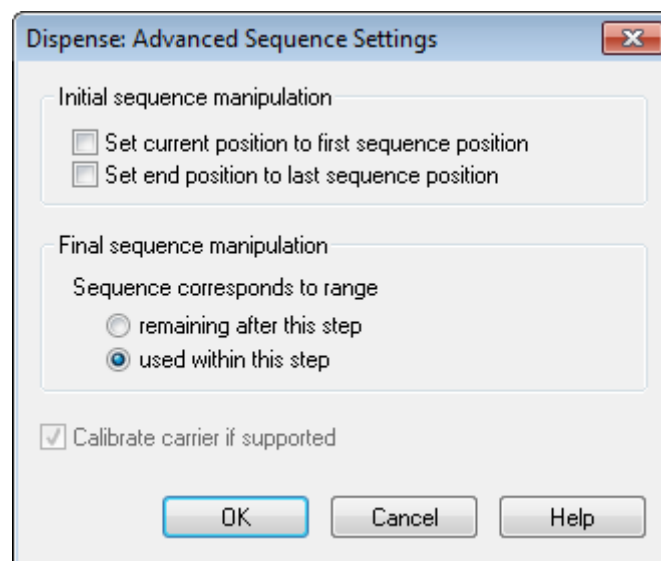 Dispense: Advanced Sequence Settings
Initial sequence manipulation
Set current position to first sequence position
Set end position to last sequence position
Final sequence manipulation
Sequence corresponds to range
remaining after this step
used within this step
Calibrate carrier if supported
OK Cancel Help